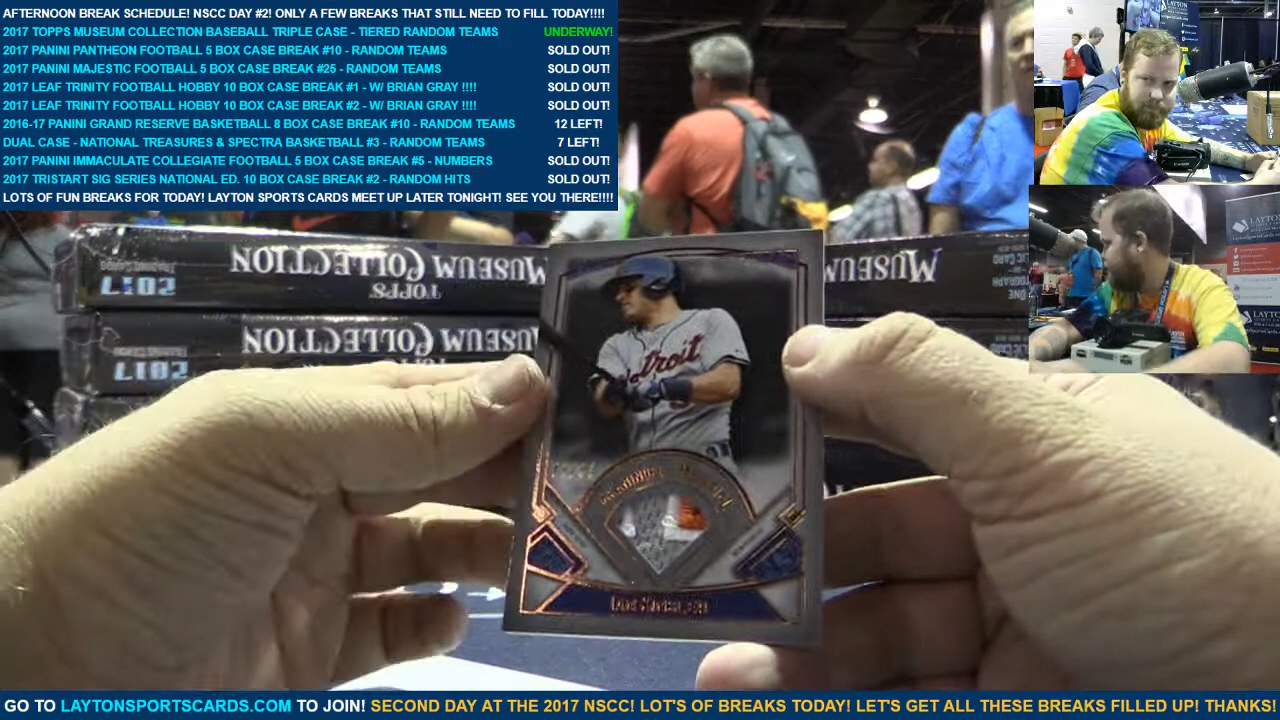 AFTERNOON BREAK SCHEDULE! NSCC DAY #2! ONLY A FEW BREAKS THAT STILL NEED TO FILL TODAY!!!!
2017 TOPPS MUSEUM COLLECTION BASEBALL TRIPLE CASE - TIERED RANDOM TEAMS UNDERWAY!
2017 PANINI PANTHEON FOOTBALL 5 BOX CASE BREAK #10 - RANDOM TEAMS SOLD OUT!
2017 PANINI MAJESTIC FOOTBALL 5 BOX CASE BREAK #25 - RANDOM TEAMS SOLD OUT!
2017 LEAF TRINITY FOOTBALL HOBBY 10 BOX CASE BREAK #1 - W/ BRIAN GRAY !!!! SOLD OUT!
2017 LEAF TRINITY FOOTBALL HOBBY 10 BOX CASE BREAK #2 - W/ BRIAN GRAY !!!! SOLD OUT!
2016-17 PANINI GRAND RESERVE BASKETBALL 8 BOX CASE BREAK #10 - RANDOM TEAMS 12 LEFT!
DUAL CASE - NATIONAL TREASURES & SPECTRA BASKETBALL #3 - RANDOM TEAMS 7 LEFT!
2017 PANINI IMMACULATE COLLEGIATE FOOTBALL 5 BOX CASE BREAK #5 - NUMBERS SOLD OUT!
2017 TRISTART SIG SERIES NATIONAL ED. 10 BOX CASE BREAK #2 - RANDOM HITS SOLD OUT!
LOTS OF FUN BREAKS FOR TODAY! LAYTON SPORTS CARDS MEET UP LATER TONIGHT! SEE YOU THERE!!!!
LAYTON
MUSEUM COLLECTION
TOPPS
2017
MUSEUM
MUSEUM COLLECTION
2017
Detroit
IAN KINSLER
GO TO LAYTONSPORTSCARDS.COM TO JOIN! SECOND DAY AT THE 2017 NSCC! LOT'S OF BREAKS TODAY! LET'S GET ALL THESE BREAKS FILLED UP! THANKS!